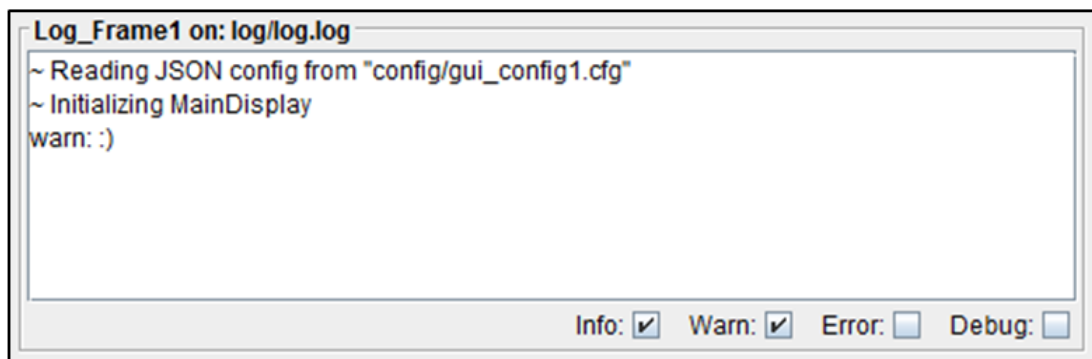 Log_Frame1 on: log/log.log
~ Reading JSON config from "config/gui_config1.cfg"
~ Initializing MainDisplay
warn: :)
Info: Warn: Error: Debug: